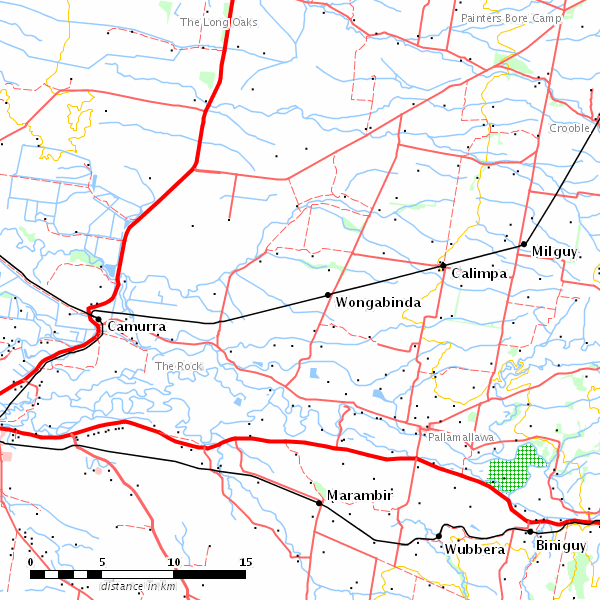 The Long Oaks
Painters Bore Camp
Crooble
Milguy
Calimpa
Wongabinda
Camurra
The Rock
Pallamallawa
Marambir
Wubbera
Biniguy
0 5 10 15
distance in km